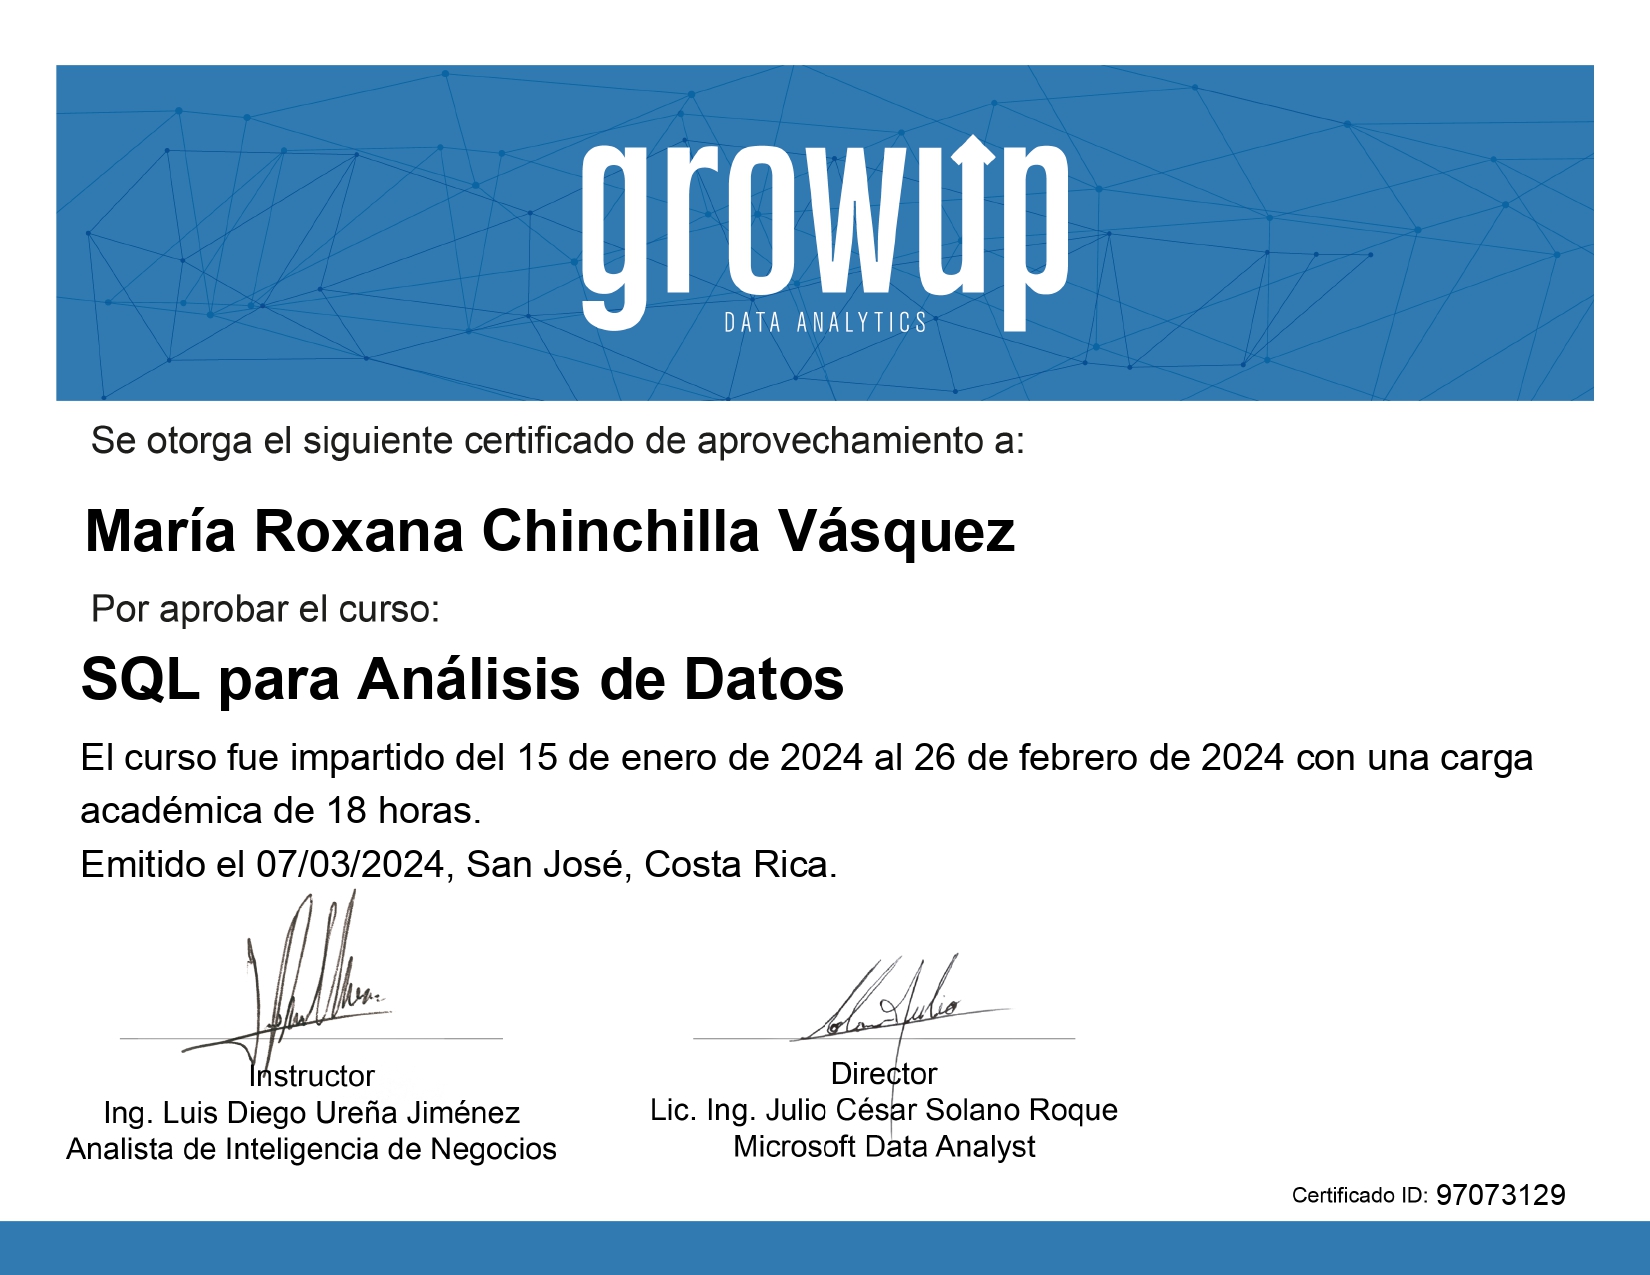 growup
DATA ANALYTICS
Se otorga el siguiente certificado de aprovechamiento a:
María Roxana Chinchilla Vásquez
Por aprobar el curso:
SQL para Análisis de Datos
El curso fue impartido del 15 de enero de 2024 al 26 de febrero de 2024 con una carga
académica de 18 horas.
Emitido el 07/03/2024, San José, Costa Rica.
Instructor
Ing. Luis Diego Ureña Jiménez
Analista de Inteligencia de Negocios
Director
Lic. Ing. Julio César Solano Roque
Microsoft Data Analyst
Certificado ID: 97073129